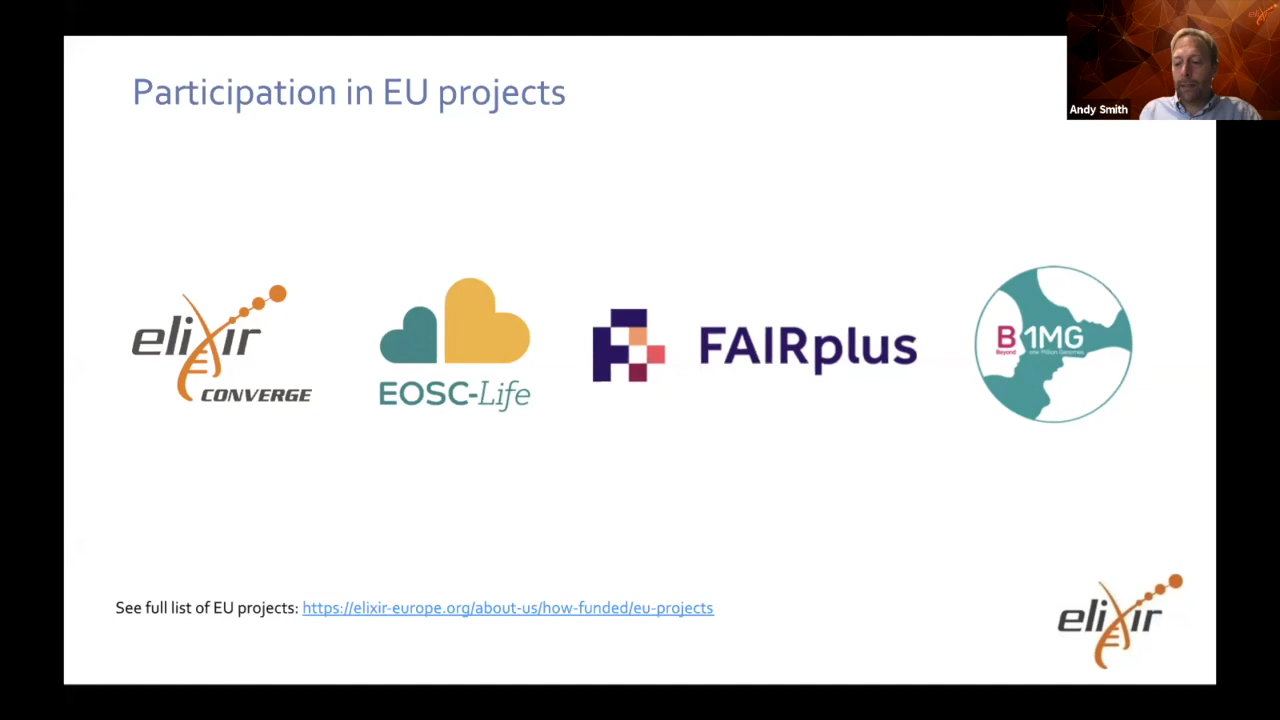 Participation in EU projects
Andy Smith
elixir
CONVERGE
EOSC-Life
FAIRplus
B 1MG
Beyond one Million Genomes
See full list of EU projects: https://elixir-europe.org/about-us/how-funded/eu-projects
elixir